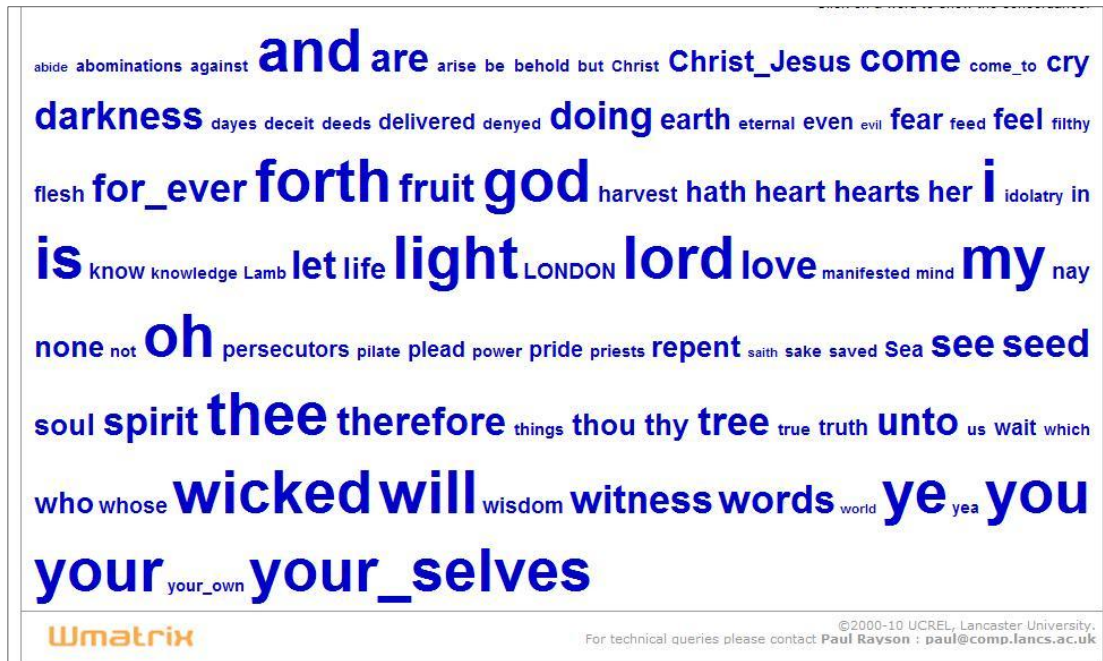 abide abominations against and are arise be behold but Christ Christ_Jesus come come_to cry
darkness dayes deceit deeds delivered denyed doing earth eternal even evil fear feed feel filthy
flesh for_ever forth fruit god harvest hath heart hearts her i idolatry in
is know knowledge Lamb let life light LONDON lord love manifested mind my nay
none not oh persecutors pilate plead power pride priests repent saith sake saved Sea see seed
soul spirit thee therefore things thou thy tree true truth unto us wait which
who whose wicked will wisdom witness words world ye yea you
your your_own your_selves
Wmatrix
©2000-10 UCREL, Lancaster University.
For technical queries please contact Paul Rayson : paul@comp.lancs.ac.uk